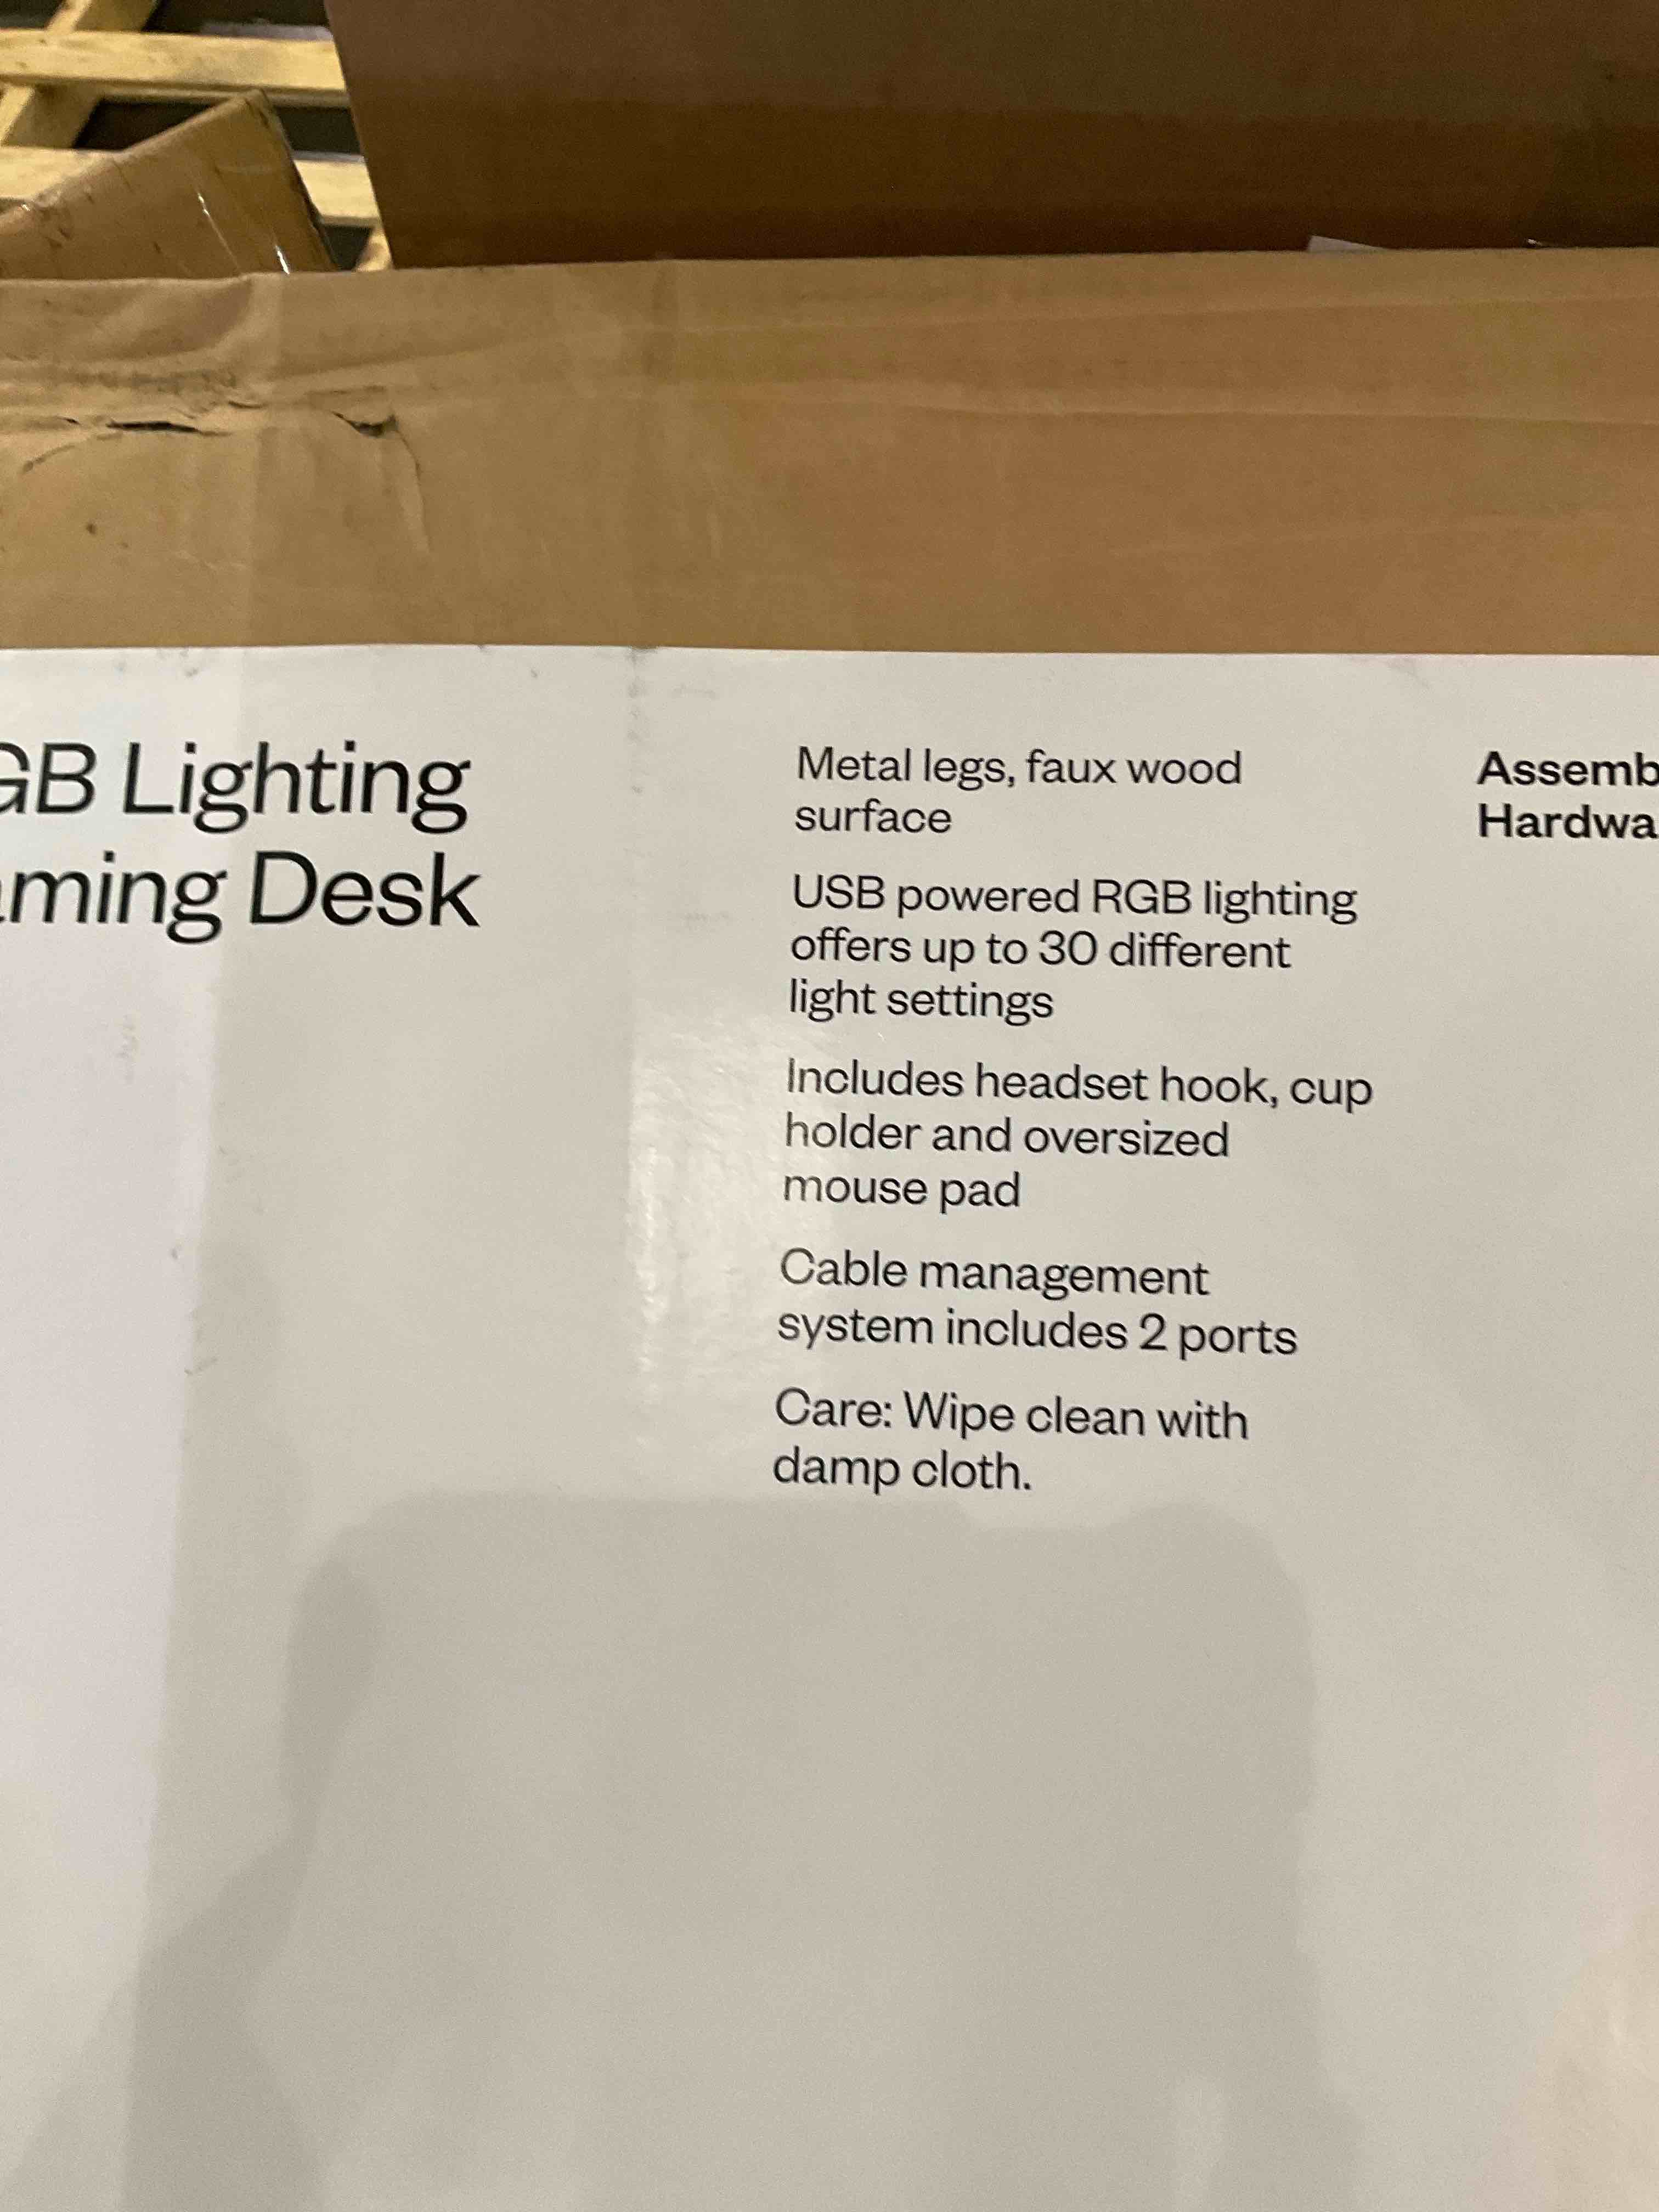 GB Lighting
aming Desk
Metal legs, faux wood
surface
USB powered RGB lighting
offers up to 30 different
light settings
Includes headset hook, cup
holder and oversized
mouse pad
Cable management
system includes 2 ports
Care: Wipe clean with
damp cloth.
Assemb
Hardwa